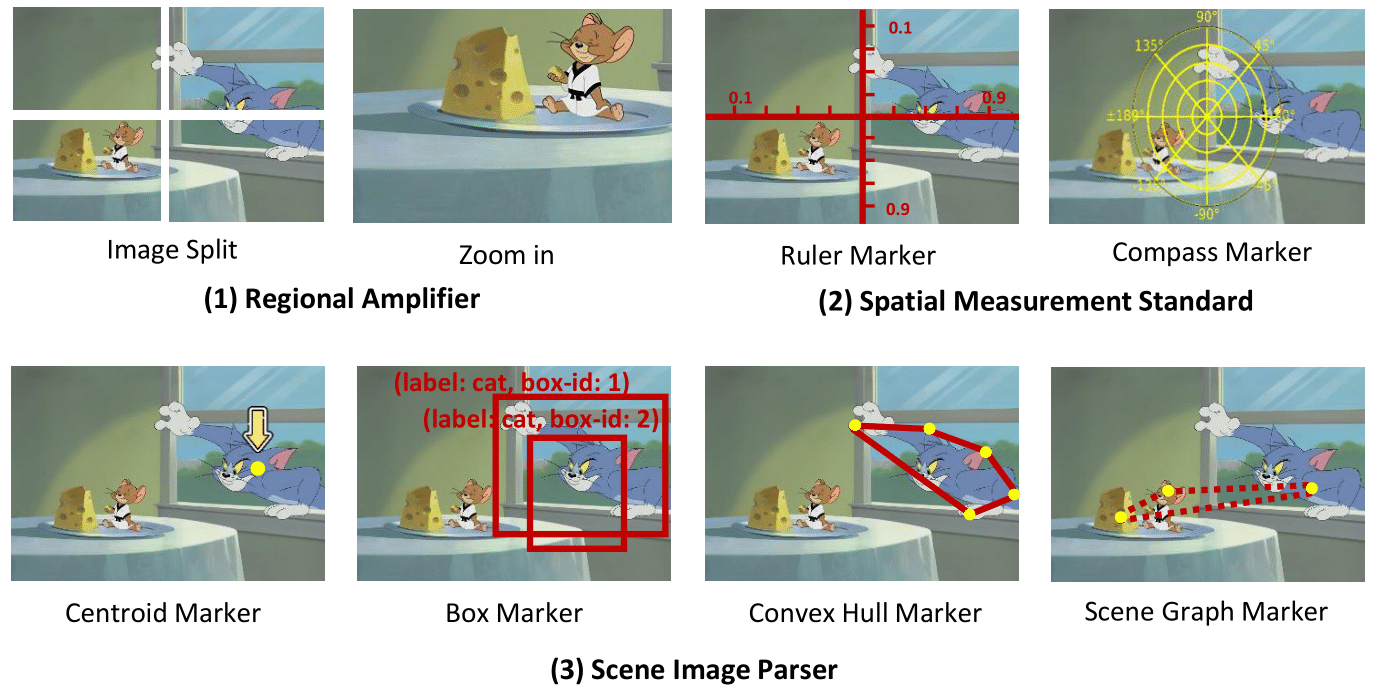 Image Split
Zoom in
(1) Regional Amplifier
0.1
0.1
0.9
0.9
Ruler Marker
90°
135°
45°
±180°
0°
-135°
-45°
-90°
Compass Marker
(2) Spatial Measurement Standard
Centroid Marker
(label: cat, box-id: 1)
(label: cat, box-id: 2)
Box Marker
Convex Hull Marker
Scene Graph Marker
(3) Scene Image Parser